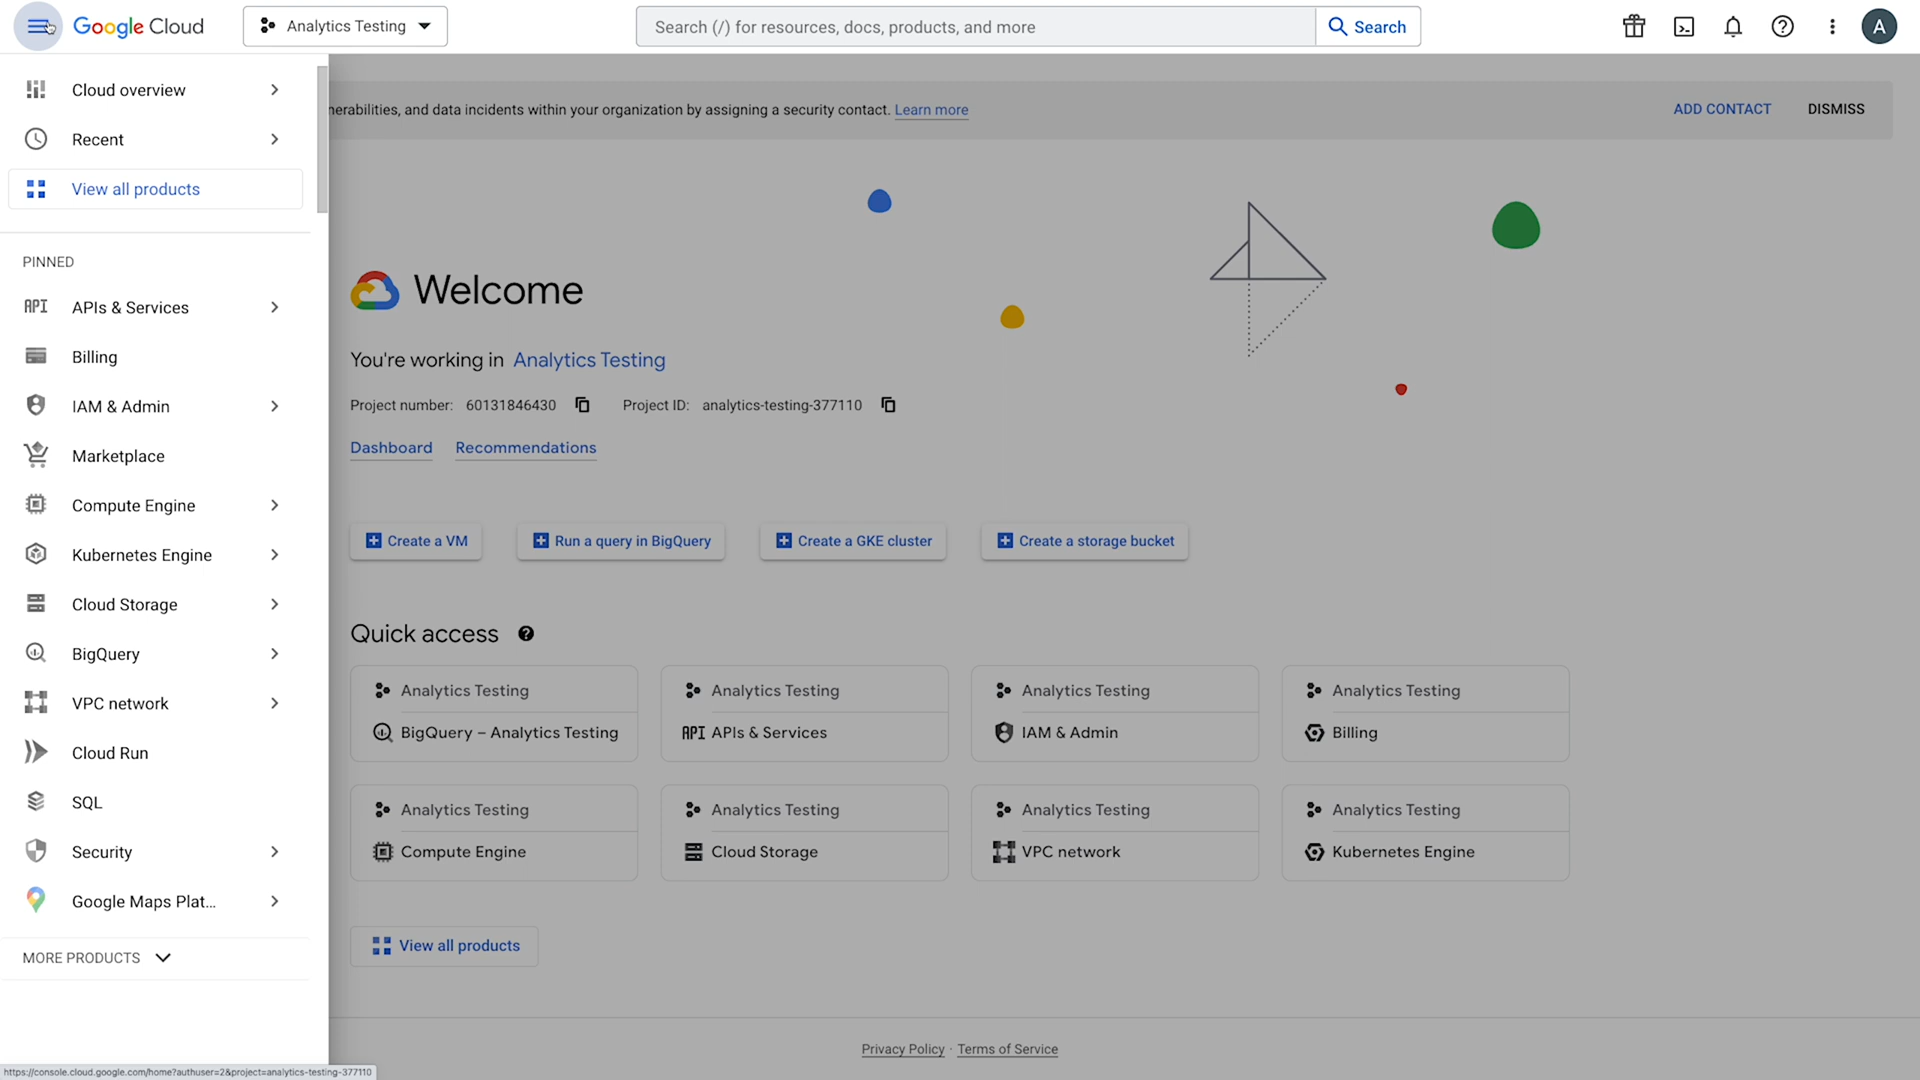 Google Cloud
Analytics Testing
Search (/) for resources, docs, products, and more
Search
A
Cloud overview
Recent
View all products
PINNED
API APIs & Services
Billing
IAM & Admin
Marketplace
Compute Engine
Kubernetes Engine
Cloud Storage
BigQuery
VPC network
Cloud Run
SQL
Security
Google Maps Plat...
MORE PRODUCTS
https://console.cloud.google.com/home?authuser=2&project=analytics-testing-377110
nerabilities, and data incidents within your organization by assigning a security contact. Learn more
ADD CONTACT
DISMISS
Welcome
You're working in Analytics Testing
Project number: 60131846430 Project ID: analytics-testing-377110
Dashboard Recommendations
Create a VM
Run a query in BigQuery
Create a GKE cluster
Create a storage bucket
Quick access
Analytics Testing
BigQuery – Analytics Testing
Analytics Testing
API APIs & Services
Analytics Testing
IAM & Admin
Analytics Testing
Billing
Analytics Testing
Compute Engine
Analytics Testing
Cloud Storage
Analytics Testing
VPC network
Analytics Testing
Kubernetes Engine
View all products
Privacy Policy · Terms of Service